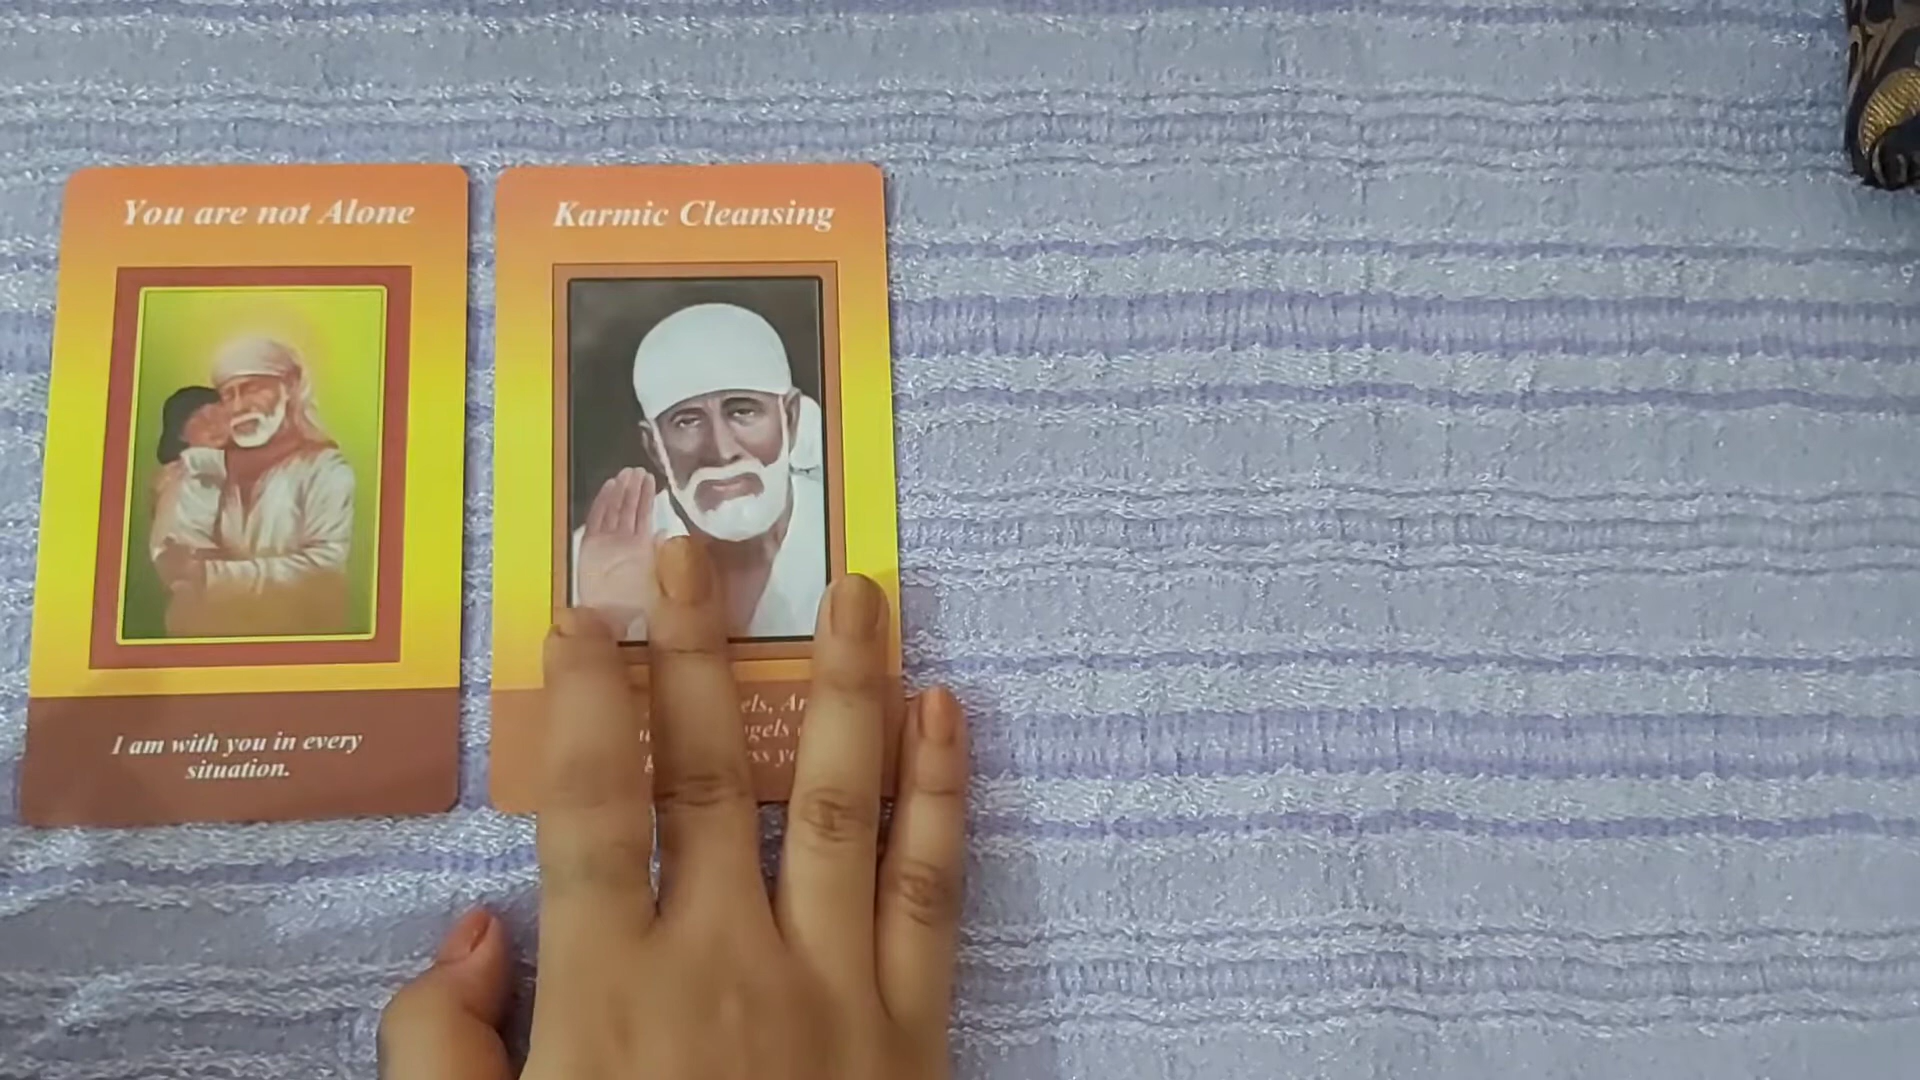 You are not Alone
I am with you in every
situation.
Karmic Cleansing